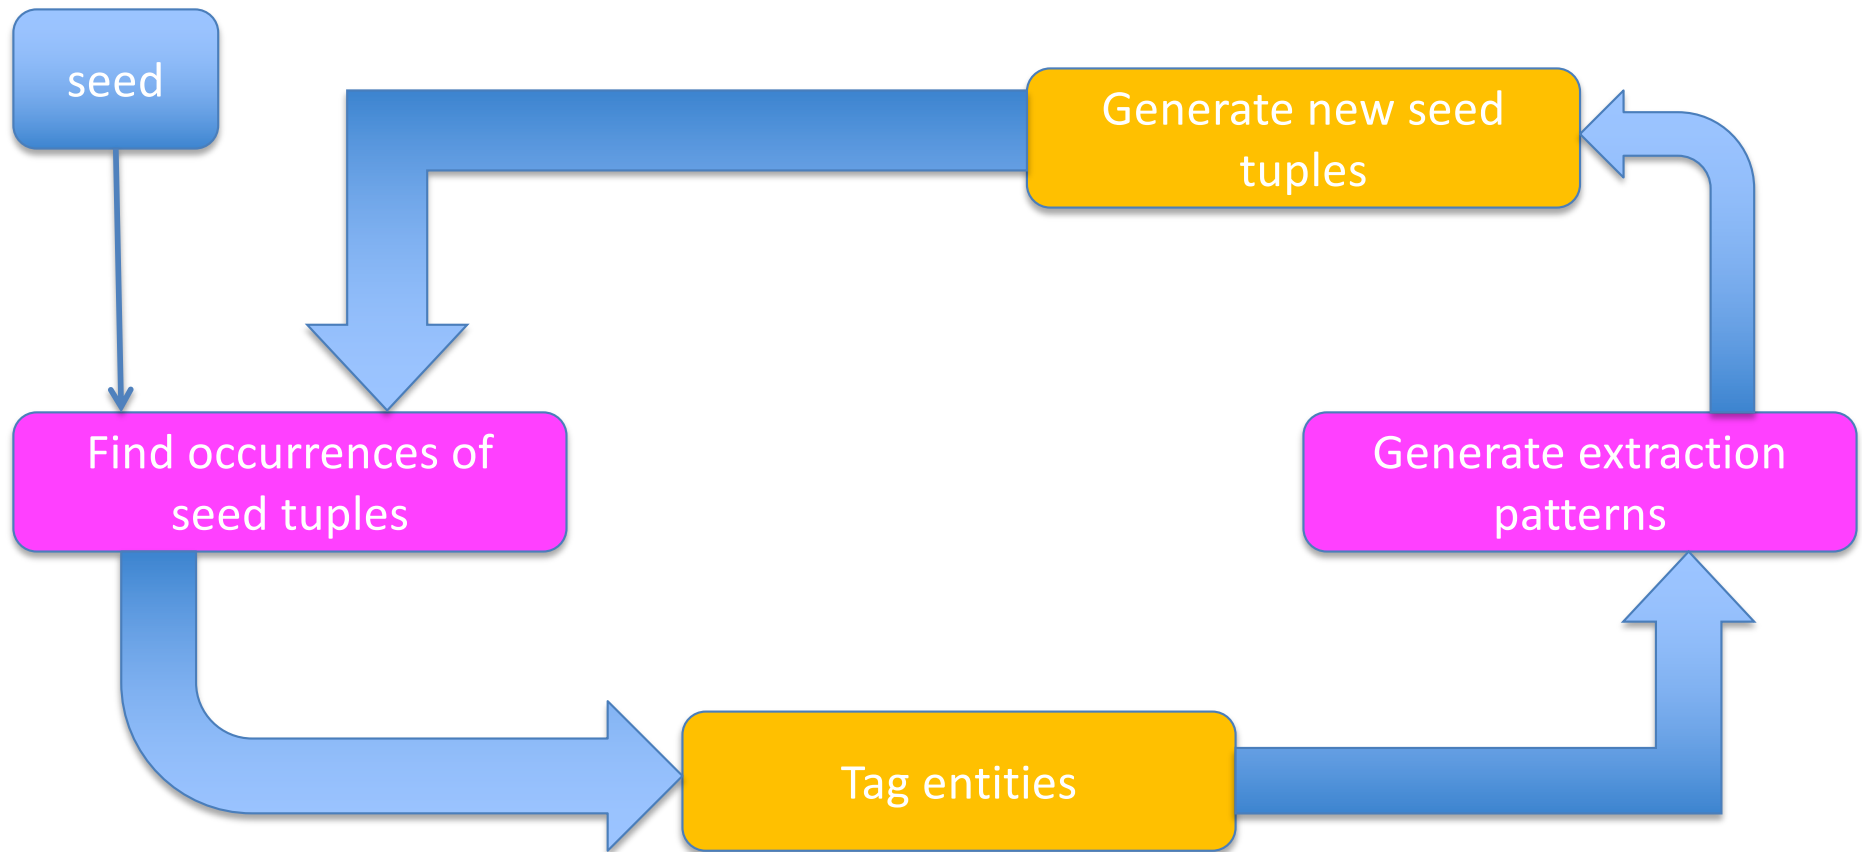 seed
Generate new seed
tuples
Find occurrences of
seed tuples
Generate extraction
patterns
Tag entities